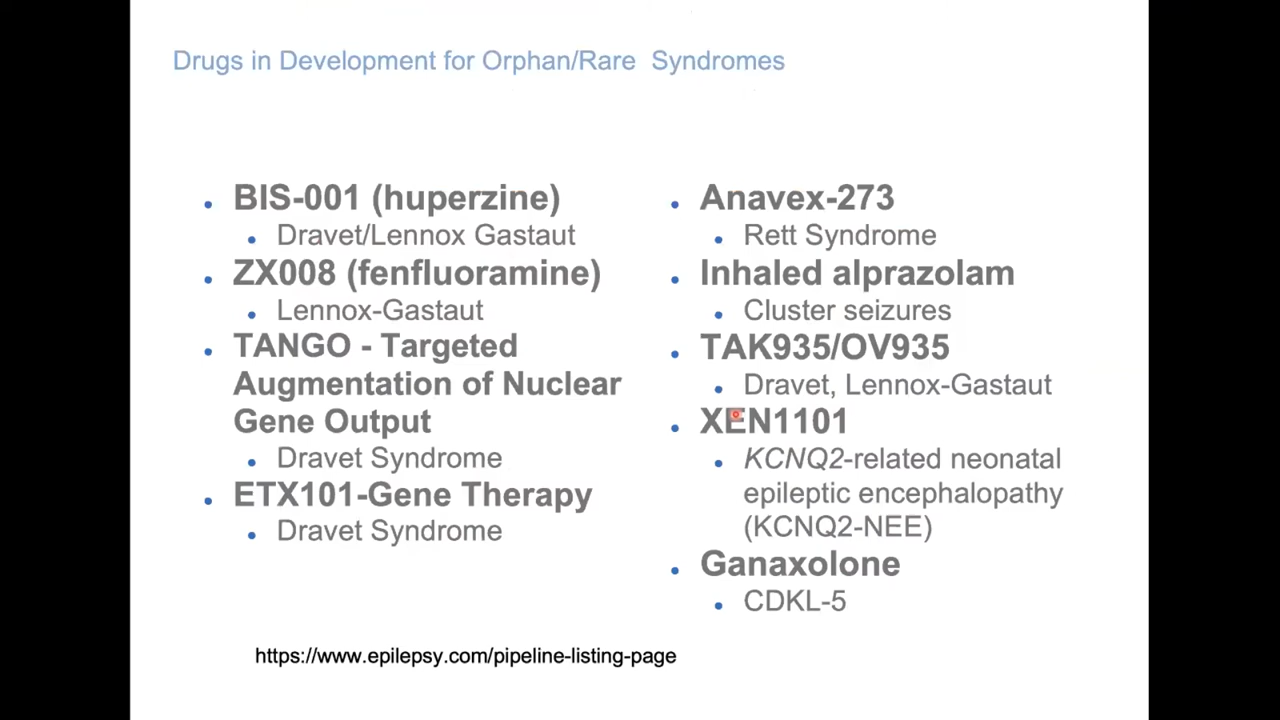 Drugs in Development for Orphan/Rare Syndromes
BIS-001 (huperzine)
Dravet/Lennox Gastaut
ZX008 (fenfluoramine)
Lennox-Gastaut
TANGO - Targeted
Augmentation of Nuclear
Gene Output
Dravet Syndrome
ETX101-Gene Therapy
Dravet Syndrome
Anavex-273
Rett Syndrome
Inhaled alprazolam
Cluster seizures
TAK935/OV935
Dravet, Lennox-Gastaut
XEN1101
KCNQ2-related neonatal
epileptic encephalopathy
(KCNQ2-NEE)
Ganaxolone
CDKL-5
https://www.epilepsy.com/pipeline-listing-page